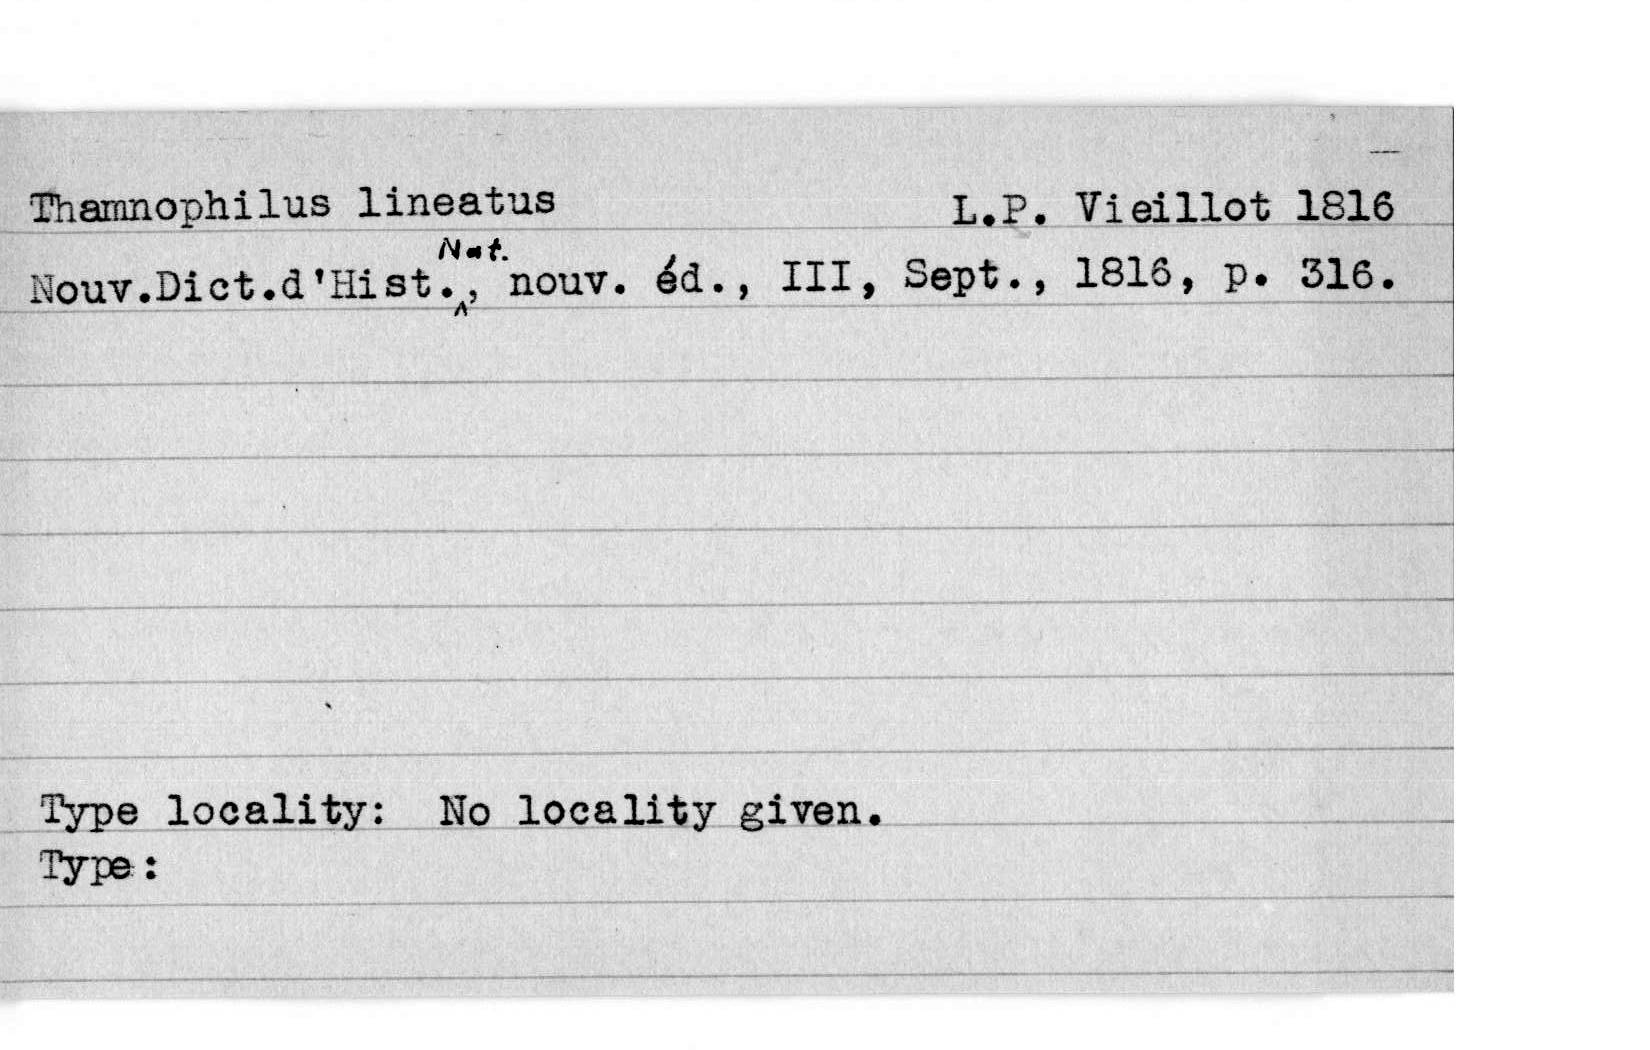 Thamnophilus lineatus L.P. Vieillot 1816
Nouv.Dict.d'Hist. Nat., nouv. éd., III, Sept., 1816, p. 316.
Type locality: No locality given.
Type: